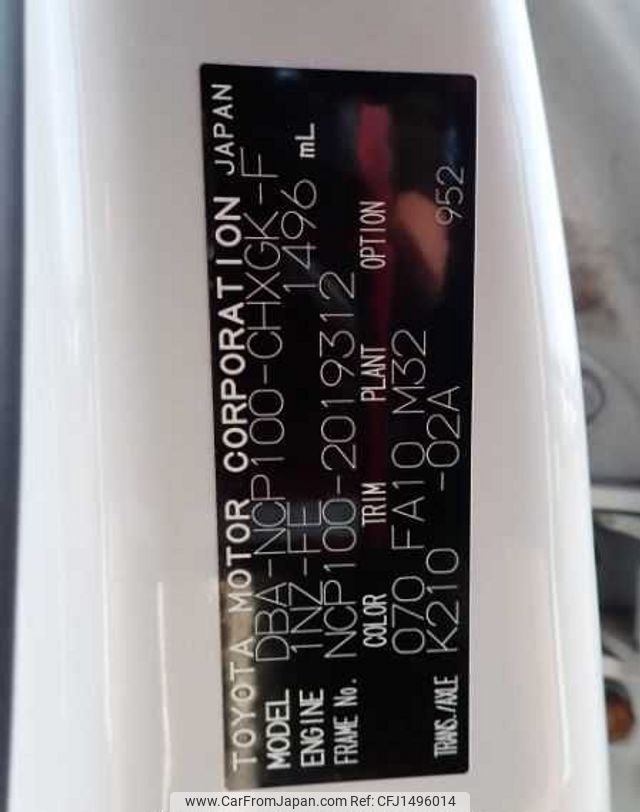 TOYOTA MOTOR CORPORATION JAPAN
MODEL DBA-NCP100-CHXGK-F
ENGINE 1NZ-FE 1496 mL
FRAME No. NCP100-2019312
COLOR TRIM PLANT OPTION
070 FA10 M32
TRANS./AXLE K210 -02A 952
www.CarFromJapan.com CFJ1496014